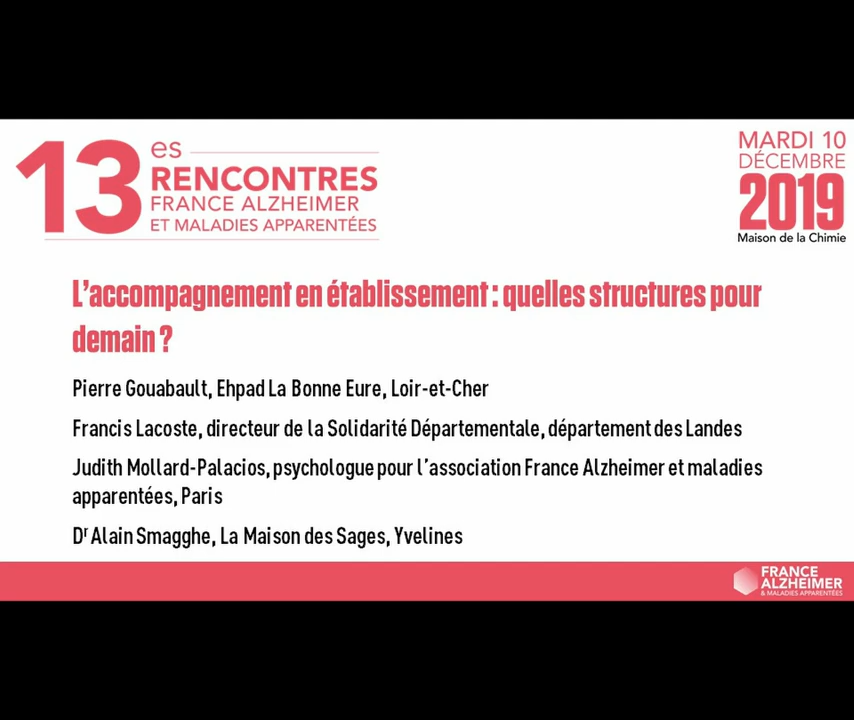 13es
RENCONTRES
FRANCE ALZHEIMER
ET MALADIES APPARENTÉES
MARDI 10
DÉCEMBRE
2019
Maison de la Chimie
L'accompagnement en établissement : quelles structures pour
demain ?
Pierre Gouabault, Ehpad La Bonne Eure, Loir-et-Cher
Francis Lacoste, directeur de la Solidarité Départementale, département des Landes
Judith Mollard-Palacios, psychologue pour l'association France Alzheimer et maladies
apparentées, Paris
Dr Alain Smagghe, La Maison des Sages, Yvelines
FRANCE
ALZHEIMER
& MALADIES APPARENTÉES